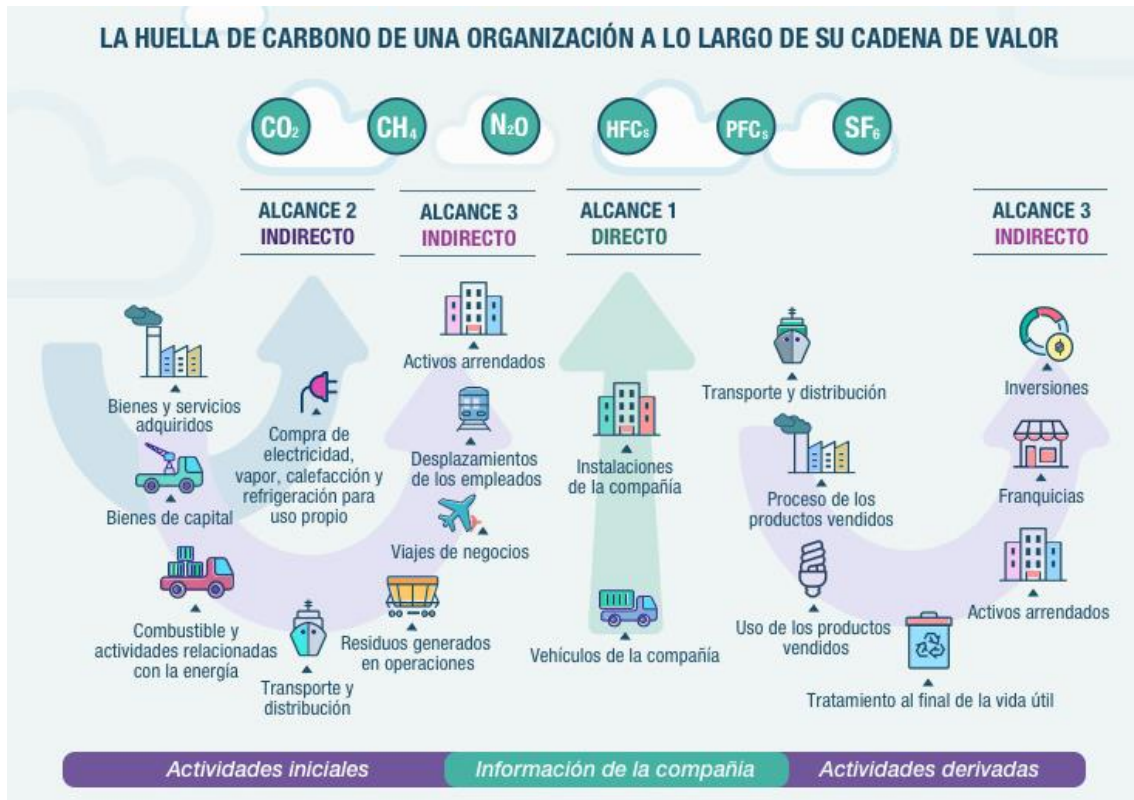 LA HUELLA DE CARBONO DE UNA ORGANIZACIÓN A LO LARGO DE SU CADENA DE VALOR
CO₂
CH₄
N₂O
HFCs
PFCs
SF₆
ALCANCE 2
INDIRECTO
ALCANCE 3
INDIRECTO
ALCANCE 1
DIRECTO
ALCANCE 3
INDIRECTO
Bienes y servicios
adquiridos
Bienes de capital
Combustible y
actividades relacionadas
con la energía
Compra de
electricidad,
vapor, calefacción y
refrigeración para
uso propio
Transporte y
distribución
Activos arrendados
Desplazamientos
de los empleados
Viajes de negocios
Residuos generados
en operaciones
Instalaciones
de la compañía
Vehículos de la compañía
Transporte y distribución
Proceso de los
productos vendidos
Uso de los productos
vendidos
Tratamiento al final de la vida útil
Inversiones
Franquicias
Activos arrendados
Actividades iniciales
Información de la compañía
Actividades derivadas